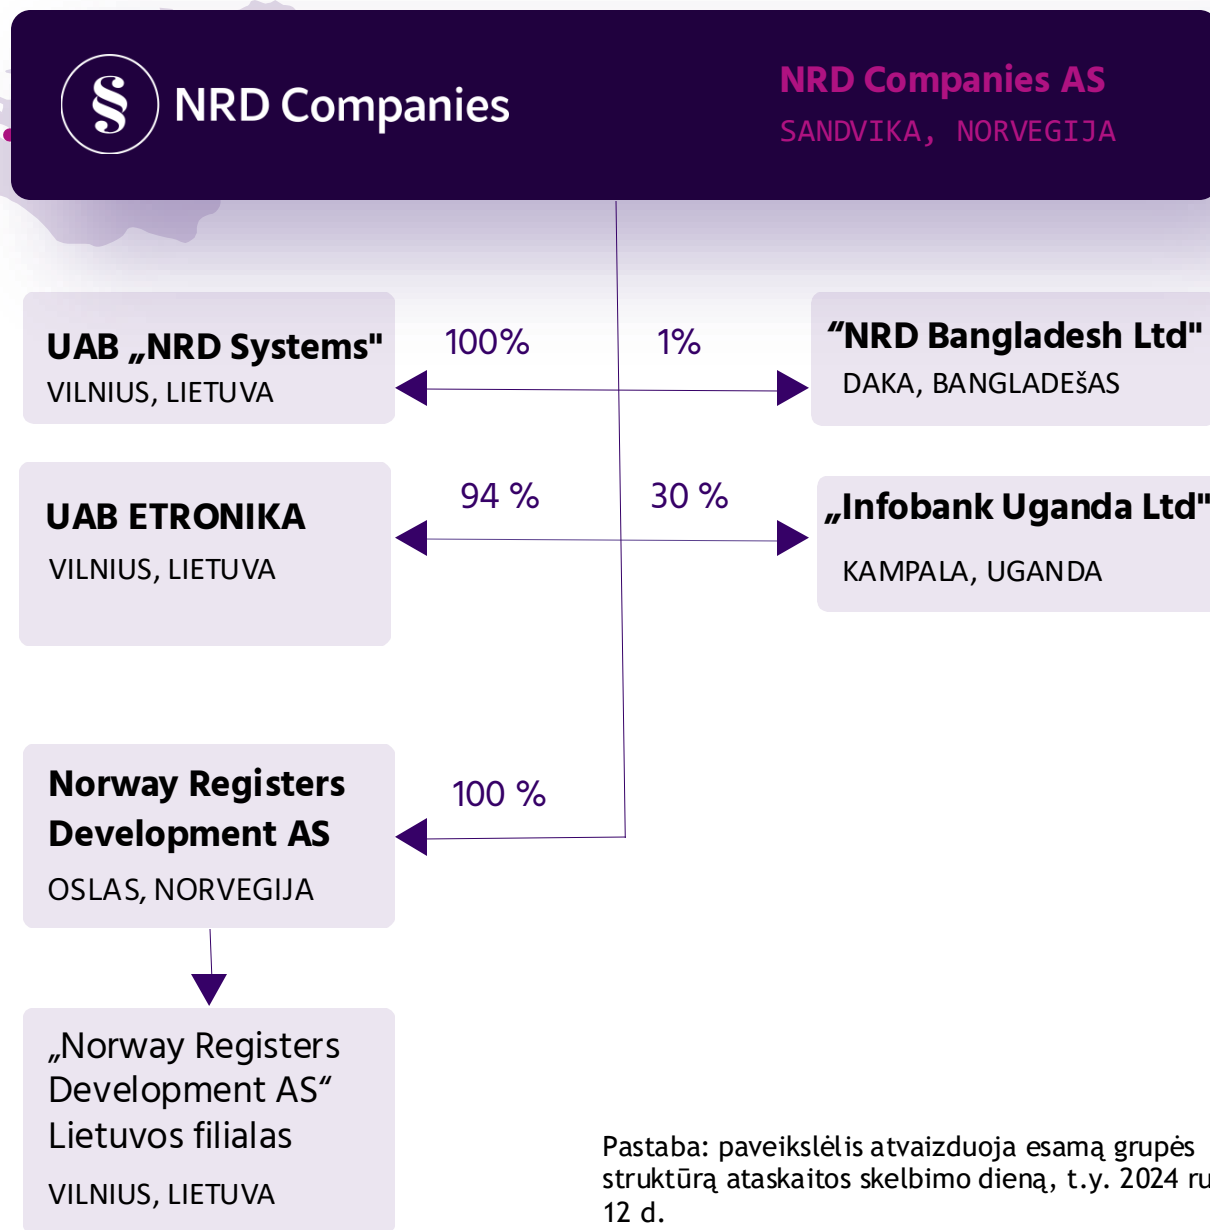 § NRD Companies
NRD Companies AS
SANDVIKA, NORVEGIJA
UAB „NRD Systems"
VILNIUS, LIETUVA
100%
1%
“NRD Bangladesh Ltd"
DAKA, BANGLADEšAS
UAB ETRONIKA
VILNIUS, LIETUVA
94 %
30 %
„Infobank Uganda Ltd"
KAMPALA, UGANDA
Norway Registers
Development AS
OSLAS, NORVEGIJA
100 %
„Norway Registers
Development AS“
Lietuvos filialas
VILNIUS, LIETUVA
Pastaba: paveikslėlis atvaizduoja esamą grupės
struktūrą ataskaitos skelbimo dieną, t.y. 2024
12 d.